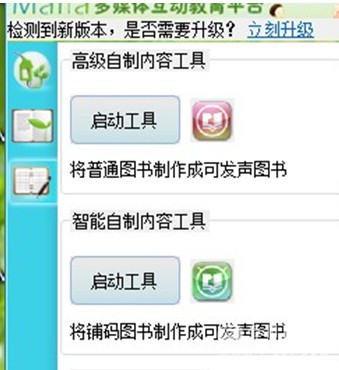 多媒体互动教育平台
检测到新版本，是否需要升级？ 立刻升级
高级自制内容工具
启动工具
将普通图书制作成可发声图书
智能自制内容工具
启动工具
将铺码图书制作成可发声图书